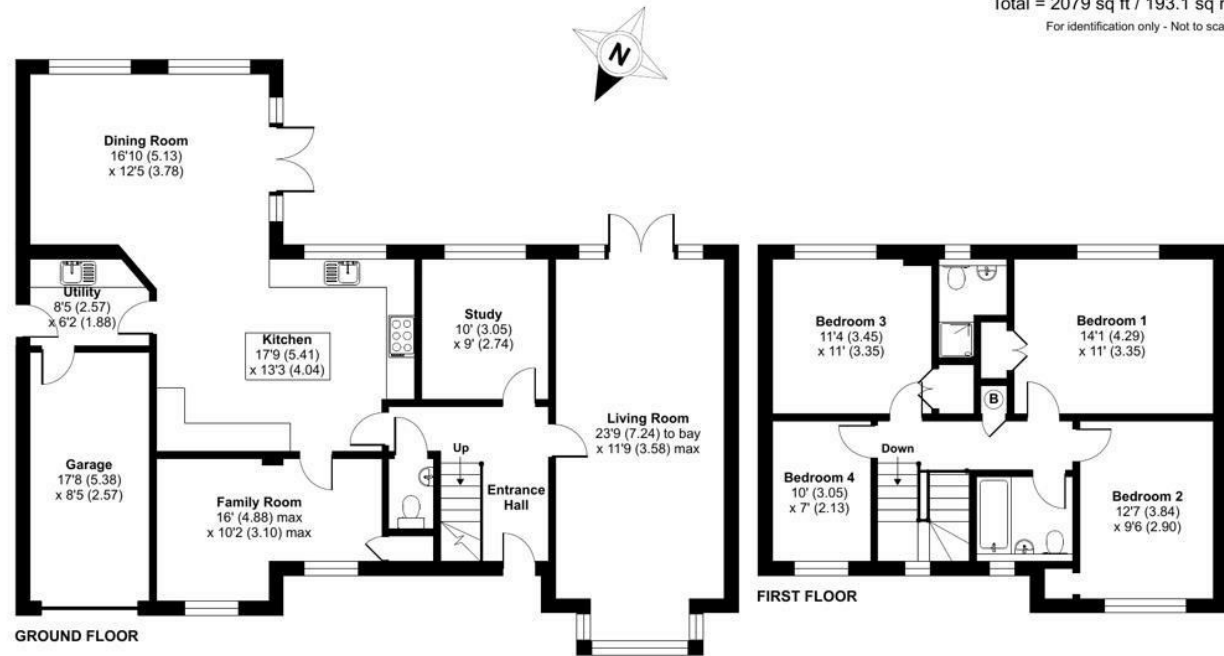 Total = 2079 sq ft / 193.1 sq
For identification only - Not to
N
Dining Room
16'10 (5.13)
x 12'5 (3.78)
Utility
8'5 (2.57)
x 6'2 (1.88)
Kitchen
17'9 (5.41)
x 13'3 (4.04)
Study
10' (3.05)
x 9' (2.74)
Living Room
23'9 (7.24) to bay
x 11'9 (3.58) max
Garage
17'8 (5.38)
x 8'5 (2.57)
Family Room
16' (4.88) max
x 10'2 (3.10) max
Up
Entrance
Hall
GROUND FLOOR
Bedroom 3
11'4 (3.45)
x 11' (3.35)
Bedroom 1
14'1 (4.29)
x 11' (3.35)
B
Down
Bedroom 4
10' (3.05)
x 7' (2.13)
Bedroom 2
12'7 (3.84)
x 9'6 (2.90)
FIRST FLOOR